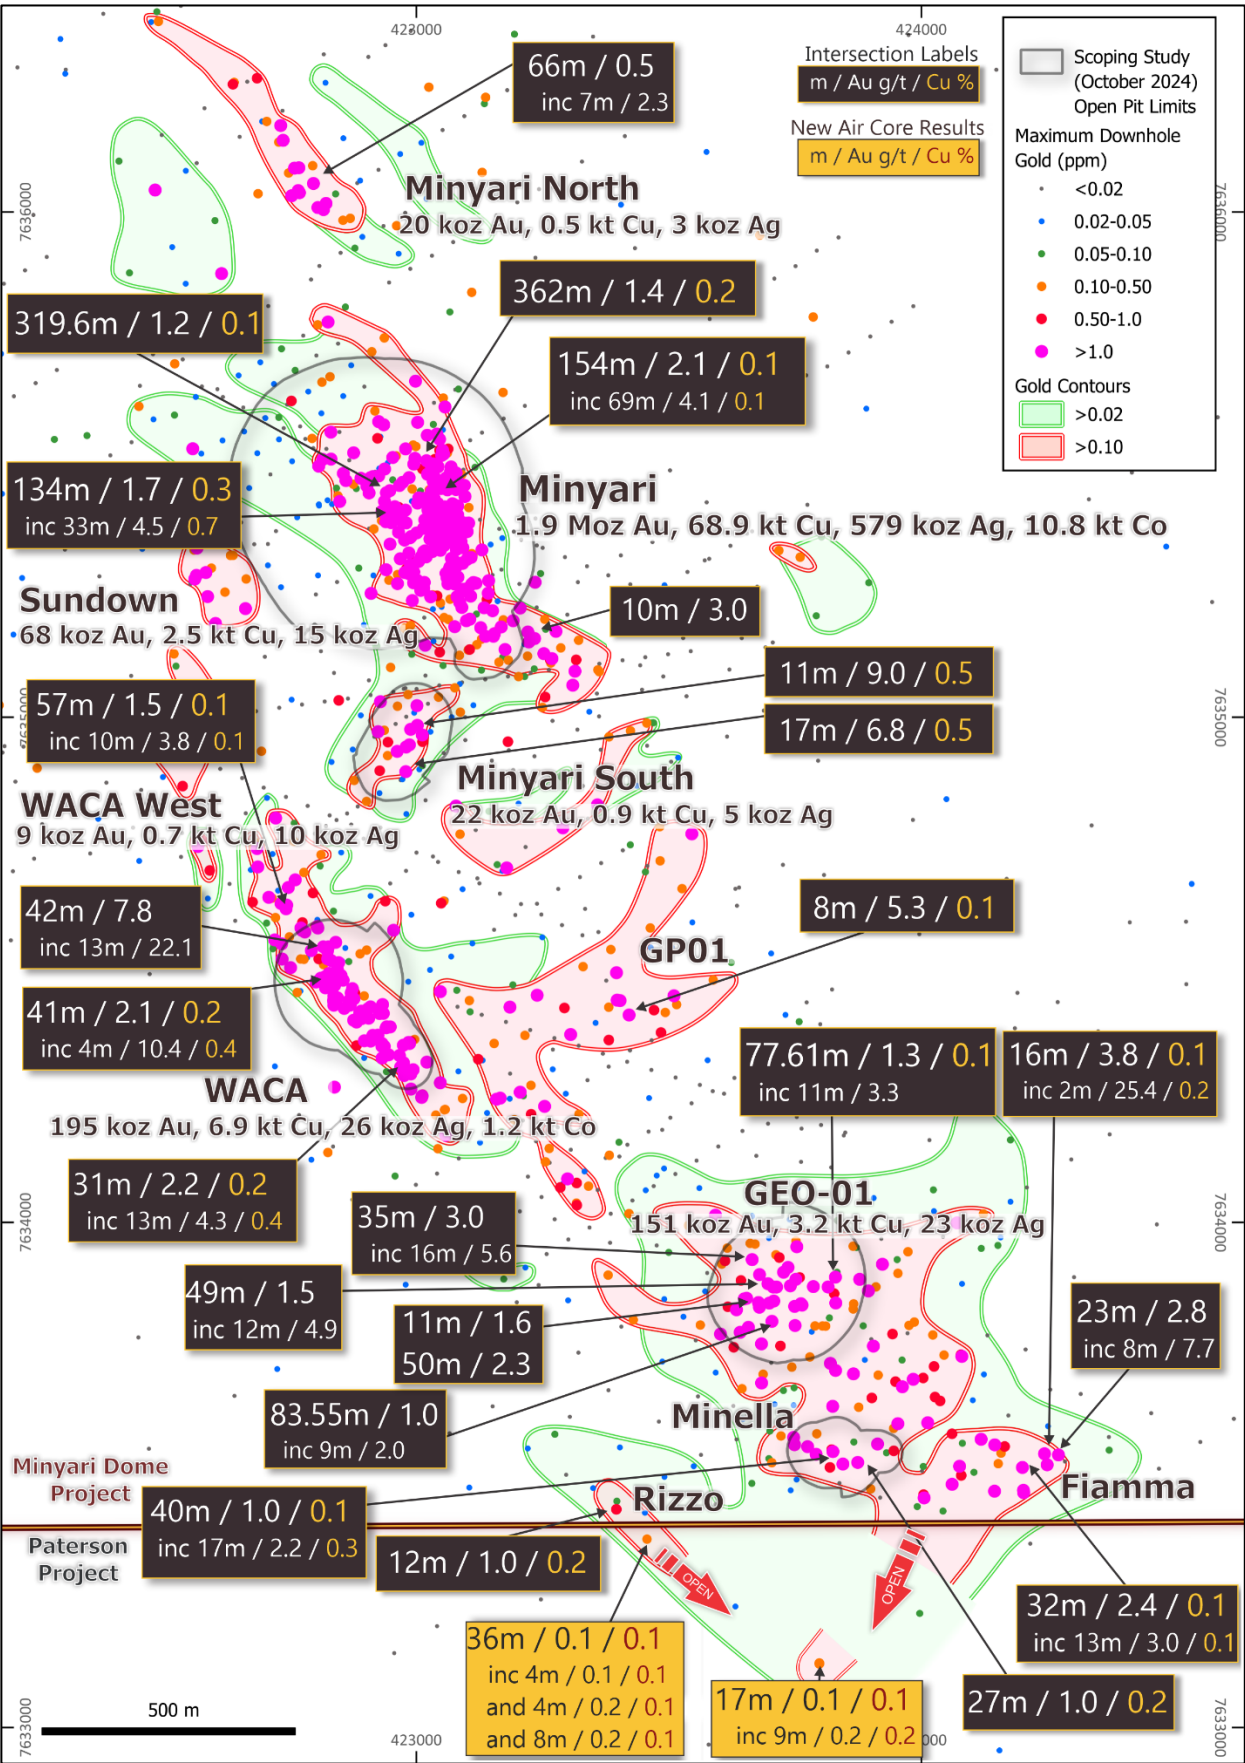 423000
424000
Intersection Labels
m / Au g/t / Cu %
New Air Core Results
m / Au g/t / Cu %
Scoping Study
(October 2024)
Open Pit Limits
Maximum Downhole
Gold (ppm)
<0.02
0.02-0.05
0.05-0.10
0.10-0.50
0.50-1.0
>1.0
Gold Contours
>0.02
>0.10
66m / 0.5
inc 7m / 2.3
Minyari North
20 koz Au, 0.5 kt Cu, 3 koz Ag
7636000
7636000
362m / 1.4 / 0.2
319.6m / 1.2 / 0.1
154m / 2.1 / 0.1
inc 69m / 4.1 / 0.1
134m / 1.7 / 0.3
inc 33m / 4.5 / 0.7
Minyari
1.9 Moz Au, 68.9 kt Cu, 579 koz Ag, 10.8 kt Co
Sundown
68 koz Au, 2.5 kt Cu, 15 koz Ag
10m / 3.0
11m / 9.0 / 0.5
17m / 6.8 / 0.5
57m / 1.5 / 0.1
inc 10m / 3.8 / 0.1
7635000
7635000
Minyari South
22 koz Au, 0.9 kt Cu, 5 koz Ag
WACA West
9 koz Au, 0.7 kt Cu, 10 koz Ag
42m / 7.8
inc 13m / 22.1
8m / 5.3 / 0.1
GP01
41m / 2.1 / 0.2
inc 4m / 10.4 / 0.4
WACA
195 koz Au, 6.9 kt Cu, 26 koz Ag, 1.2 kt Co
77.61m / 1.3 / 0.1
inc 11m / 3.3
16m / 3.8 / 0.1
inc 2m / 25.4 / 0.2
31m / 2.2 / 0.2
inc 13m / 4.3 / 0.4
35m / 3.0
inc 16m / 5.6
GEO-01
151 koz Au, 3.2 kt Cu, 23 koz Ag
7634000
7634000
49m / 1.5
inc 12m / 4.9
11m / 1.6
50m / 2.3
23m / 2.8
inc 8m / 7.7
83.55m / 1.0
inc 9m / 2.0
Minella
Minyari Dome
Project
Rizzo
Fiamma
40m / 1.0 / 0.1
inc 17m / 2.2 / 0.3
Paterson
Project
12m / 1.0 / 0.2
OPEN
OPEN
32m / 2.4 / 0.1
inc 13m / 3.0 / 0.1
36m / 0.1 / 0.1
inc 4m / 0.1 / 0.1
and 4m / 0.2 / 0.1
and 8m / 0.2 / 0.1
17m / 0.1 / 0.1
inc 9m / 0.2 / 0.2
27m / 1.0 / 0.2
500 m
7633000
7633000
423000
000